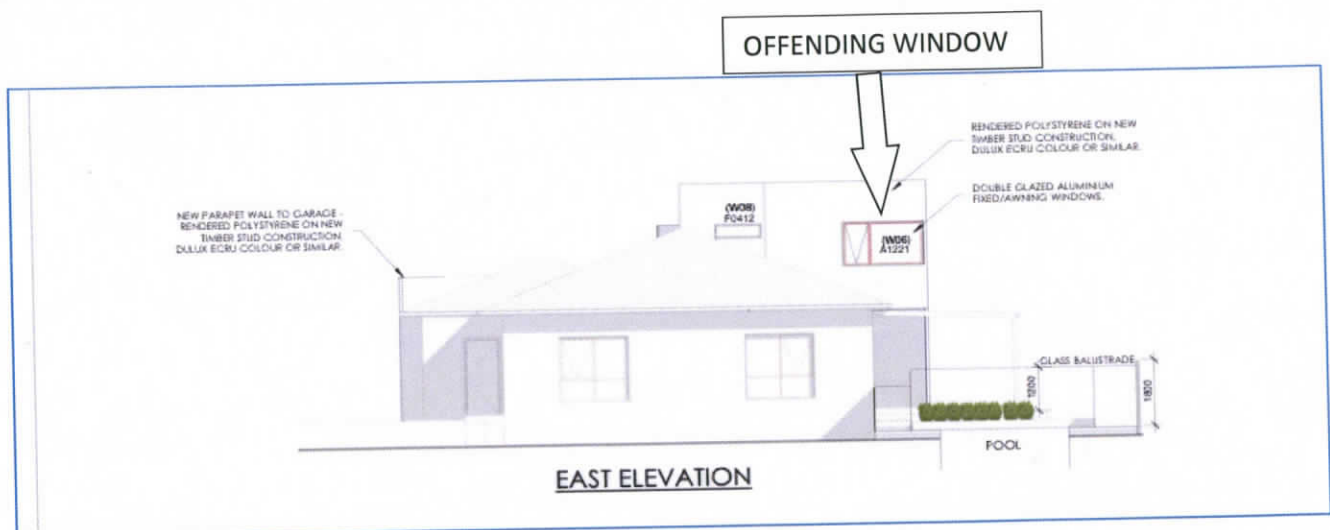 OFFENDING WINDOW
RENDERED POLYSTYRENE ON NEW
TIMBER STUD CONSTRUCTION,
DULUX ECRU COLOUR OR SIMILAR.
DOUBLE GLAZED ALUMINIUM
FIXED/AWNING WINDOWS.
NEW PARAPET WALL TO GARAGE -
RENDERED POLYSTYRENE ON NEW
TIMBER STUD CONSTRUCTION
DULUX ECRU COLOUR OR SIMILAR.
(W08)
F0412
(W06)
A1221
GLASS BALUSTRADE
1200
1800
POOL
EAST ELEVATION